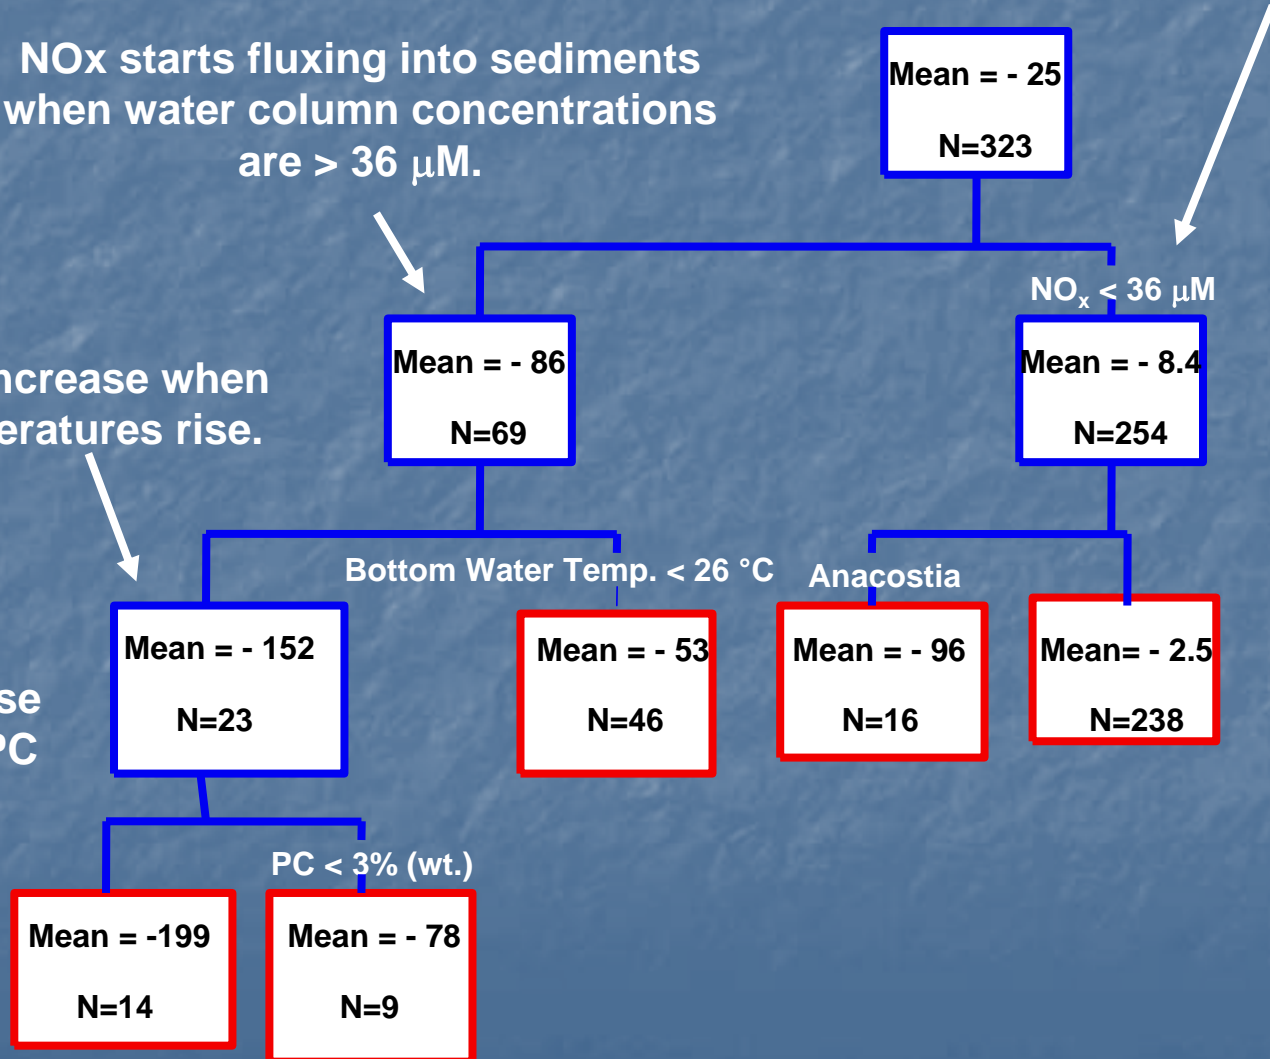 NOx starts fluxing into sediments
when water column concentrations
are > 36 μM.
Mean = - 25
N=323
NOx < 36 μM
Mean = - 86
N=69
Mean = - 8.4
N=254
ncrease when
eratures rise.
Bottom Water Temp. < 26 °C
Anacostia
Mean = - 152
N=23
Mean = - 53
N=46
Mean = - 96
N=16
Mean= - 2.5
N=238
se
PC
PC < 3% (wt.)
Mean = -199
N=14
Mean = - 78
N=9